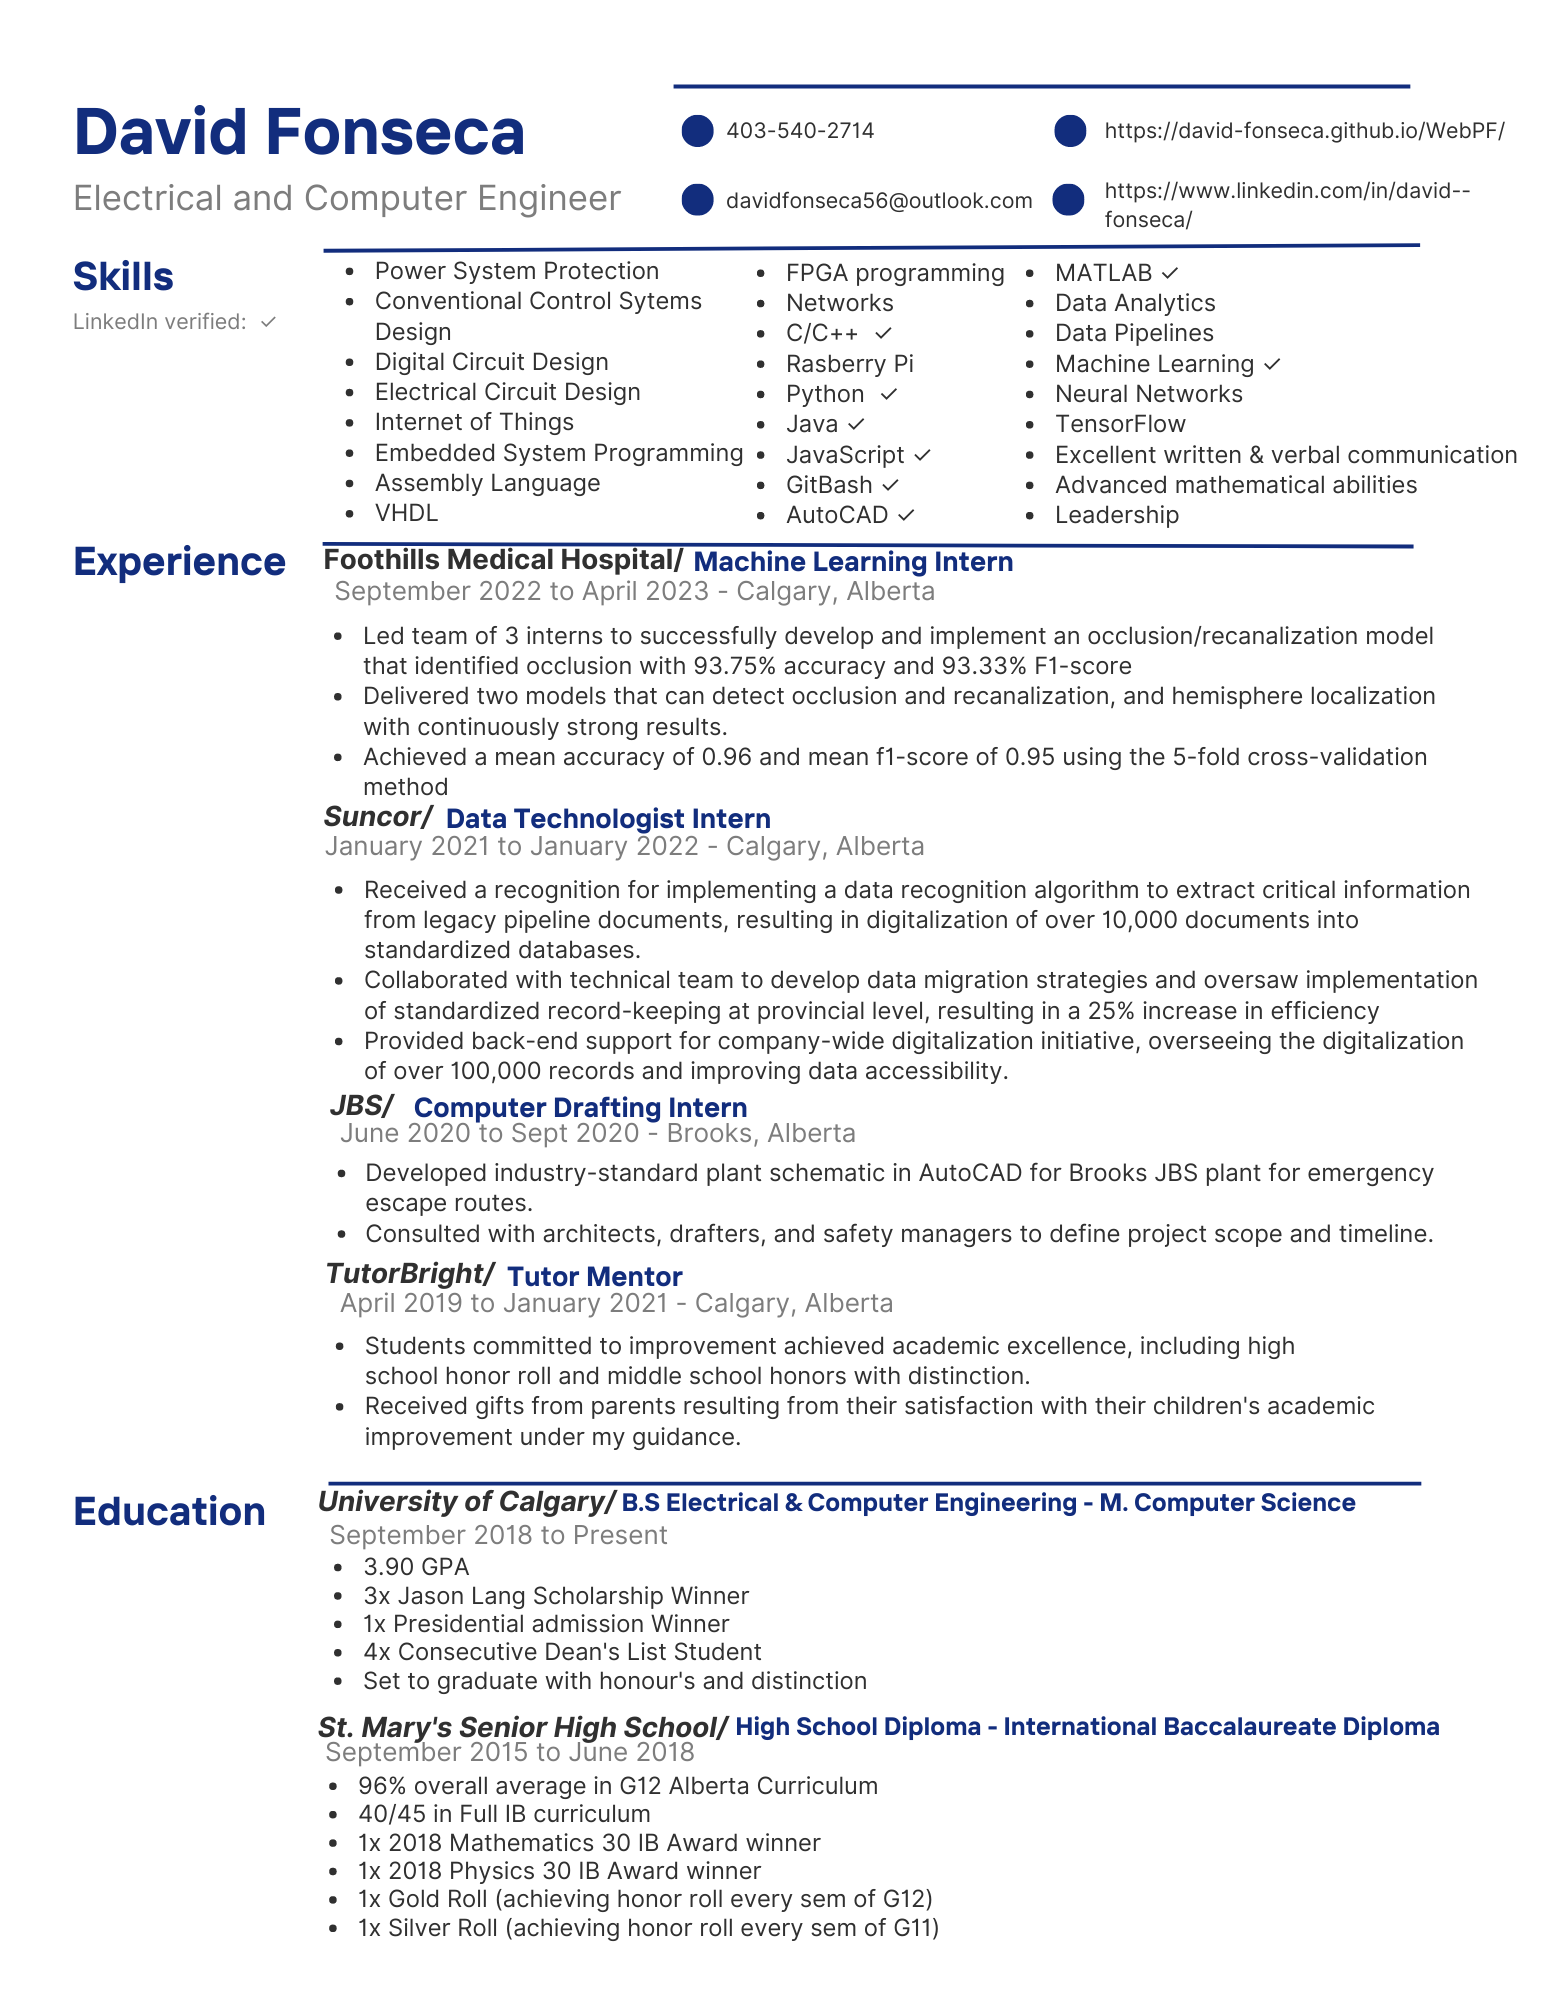 David Fonseca
Electrical and Computer Engineer
403-540-2714
https://david-fonseca.github.io/WebPF/
davidfonseca56@outlook.com
https://www.linkedin.com/in/david--
fonseca/
Skills
LinkedIn verified: ✓
• Power System Protection
• Conventional Control Sytems
Design
• Digital Circuit Design
• Electrical Circuit Design
• Internet of Things
• Embedded System Programming
• Assembly Language
• VHDL
• FPGA programming
• Networks
• C/C++ ✓
• Rasberry Pi
• Python ✓
• Java ✓
• JavaScript ✓
• GitBash ✓
• AutoCAD ✓
• MATLAB ✓
• Data Analytics
• Data Pipelines
• Machine Learning ✓
• Neural Networks
• TensorFlow
• Excellent written & verbal communication
• Advanced mathematical abilities
• Leadership
Experience
Foothills Medical Hospital/ Machine Learning Intern
September 2022 to April 2023 - Calgary, Alberta
• Led team of 3 interns to successfully develop and implement an occlusion/recanalization model
that identified occlusion with 93.75% accuracy and 93.33% F1-score
• Delivered two models that can detect occlusion and recanalization, and hemisphere localization
with continuously strong results.
• Achieved a mean accuracy of 0.96 and mean f1-score of 0.95 using the 5-fold cross-validation
method
Suncor/ Data Technologist Intern
January 2021 to January 2022 - Calgary, Alberta
• Received a recognition for implementing a data recognition algorithm to extract critical information
from legacy pipeline documents, resulting in digitalization of over 10,000 documents into
standardized databases.
• Collaborated with technical team to develop data migration strategies and oversaw implementation
of standardized record-keeping at provincial level, resulting in a 25% increase in efficiency
• Provided back-end support for company-wide digitalization initiative, overseeing the digitalization
of over 100,000 records and improving data accessibility.
JBS/ Computer Drafting Intern
June 2020 to Sept 2020 - Brooks, Alberta
• Developed industry-standard plant schematic in AutoCAD for Brooks JBS plant for emergency
escape routes.
• Consulted with architects, drafters, and safety managers to define project scope and timeline.
TutorBright/ Tutor Mentor
April 2019 to January 2021 - Calgary, Alberta
• Students committed to improvement achieved academic excellence, including high
school honor roll and middle school honors with distinction.
• Received gifts from parents resulting from their satisfaction with their children's academic
improvement under my guidance.
Education
University of Calgary/ B.S Electrical & Computer Engineering - M. Computer Science
September 2018 to Present
• 3.90 GPA
• 3x Jason Lang Scholarship Winner
• 1x Presidential admission Winner
• 4x Consecutive Dean's List Student
• Set to graduate with honour's and distinction
St. Mary's Senior High School/ High School Diploma - International Baccalaureate Diploma
September 2015 to June 2018
• 96% overall average in G12 Alberta Curriculum
• 40/45 in Full IB curriculum
• 1x 2018 Mathematics 30 IB Award winner
• 1x 2018 Physics 30 IB Award winner
• 1x Gold Roll (achieving honor roll every sem of G12)
• 1x Silver Roll (achieving honor roll every sem of G11)